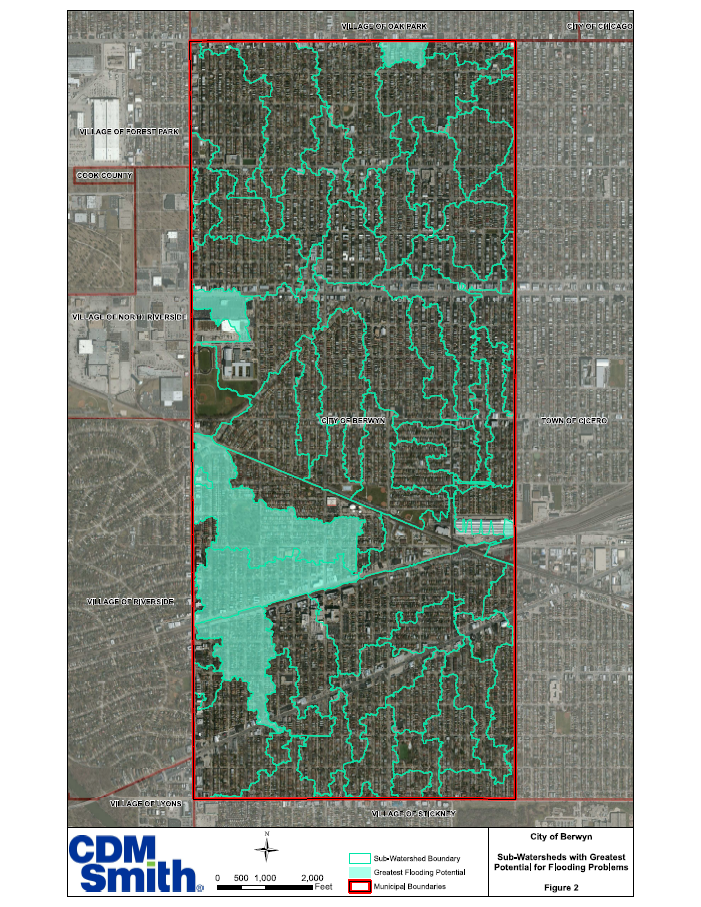 VILLAGE OF OAK PARK
CITY OF CHICAGO
VILLAGE OF FOREST PARK
COOK COUNTY
VILLAGE OF NORTH RIVERSIDE
CITY OF BERWYN
TOWN OF CICERO
VILLAGE OF RIVERSIDE
VILLAGE OF LYONS
VILLAGE OF STICKNEY
CDM
Smith®
N
0 500 1,000 2,000
Feet
Sub-Watershed Boundary
Greatest Flooding Potential
Municipal Boundaries
City of Berwyn
Sub-Watersheds with Greatest
Potential for Flooding Problems
Figure 2